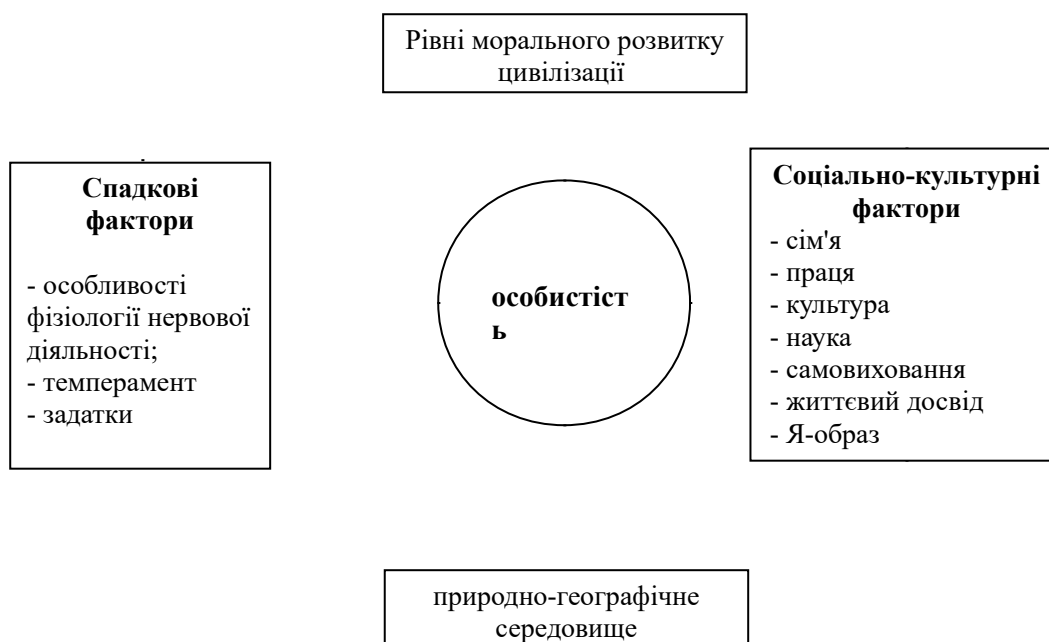 Рівні морального розвитку
цивілізації
Спадкові
фактори
- особливості
фізіології нервової
діяльності;
- темперамент
- задатки
особистіст
ь
Соціально-культурні
фактори
- сім'я
- праця
- культура
- наука
- самовиховання
- життєвий досвід
- Я-образ
природно-географічне
середовище